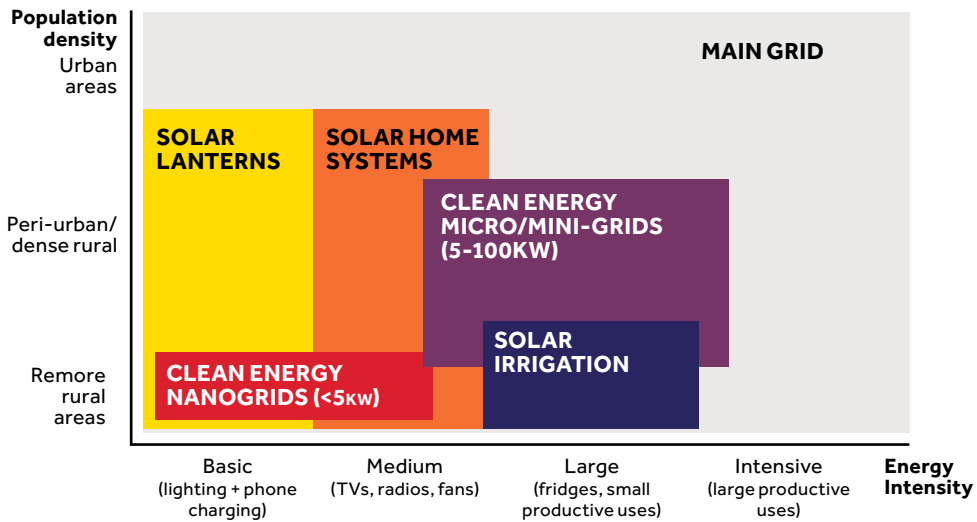 Population
density
Urban
areas
MAIN GRID
SOLAR
LANTERNS
SOLAR HOME
SYSTEMS
CLEAN ENERGY
MICRO/MINI-GRIDS
(5-100KW)
Peri-urban/
dense rural
SOLAR
IRRIGATION
CLEAN ENERGY
NANOGRIDS (<5KW)
Remore
rural
areas
Basic
(lighting + phone
charging)
Medium
(TVs, radios, fans)
Large
(fridges, small
productive uses)
Intensive
(large productive
uses)
Energy
Intensity